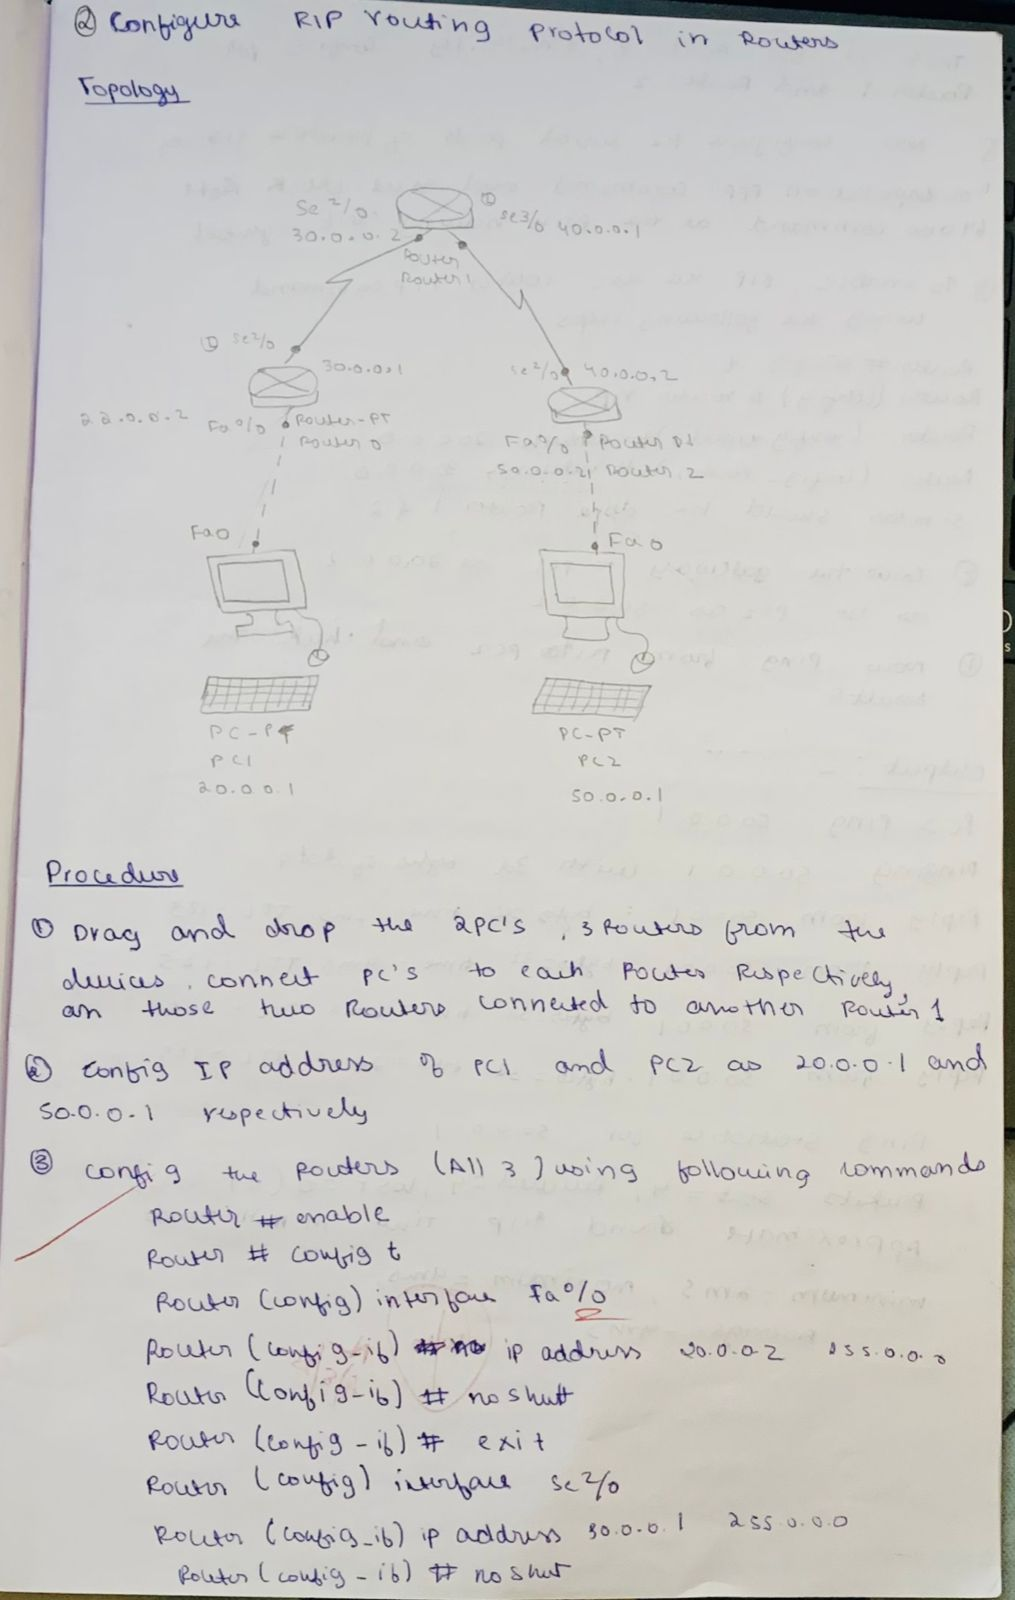 ② Configure RIP routing protocol in Routers
Topology
Se 2/0
30.0.0.2
①
se3/0 40.0.0.1
Router
Router 1
① se2/0
30.0.0.1
22.0.0.2
Fa 0/0
Router-PT
Router 0
se2/0
40.0.0.2
Fa0/0
Router
50.0.0.2
Router 2
Fa0
Fa0
PC-PT
PC1
20.0.0.1
PC-PT
PC2
50.0.0.1
Procedure
① Drag and drop the 2PC's, 3 Routers from the
devices, connect PC's to each Router Respectively,
an those two Routers connected to another Router 1
② Config IP address of PC1 and PC2 as 20.0.0.1 and
50.0.0.1 respectively
③ Config the Routers (All 3) using following commands
Router # enable
Router # config t
Router (config) interface Fa0/0
Router (config-if) ip address 20.0.0.2 255.0.0.0
Router (config-if) # no shutt
Router (config-if) # exit
Router (config) interface se2/0
Router (config-if) ip address 30.0.0.1 255.0.0.0
Router (config-if) # no shut